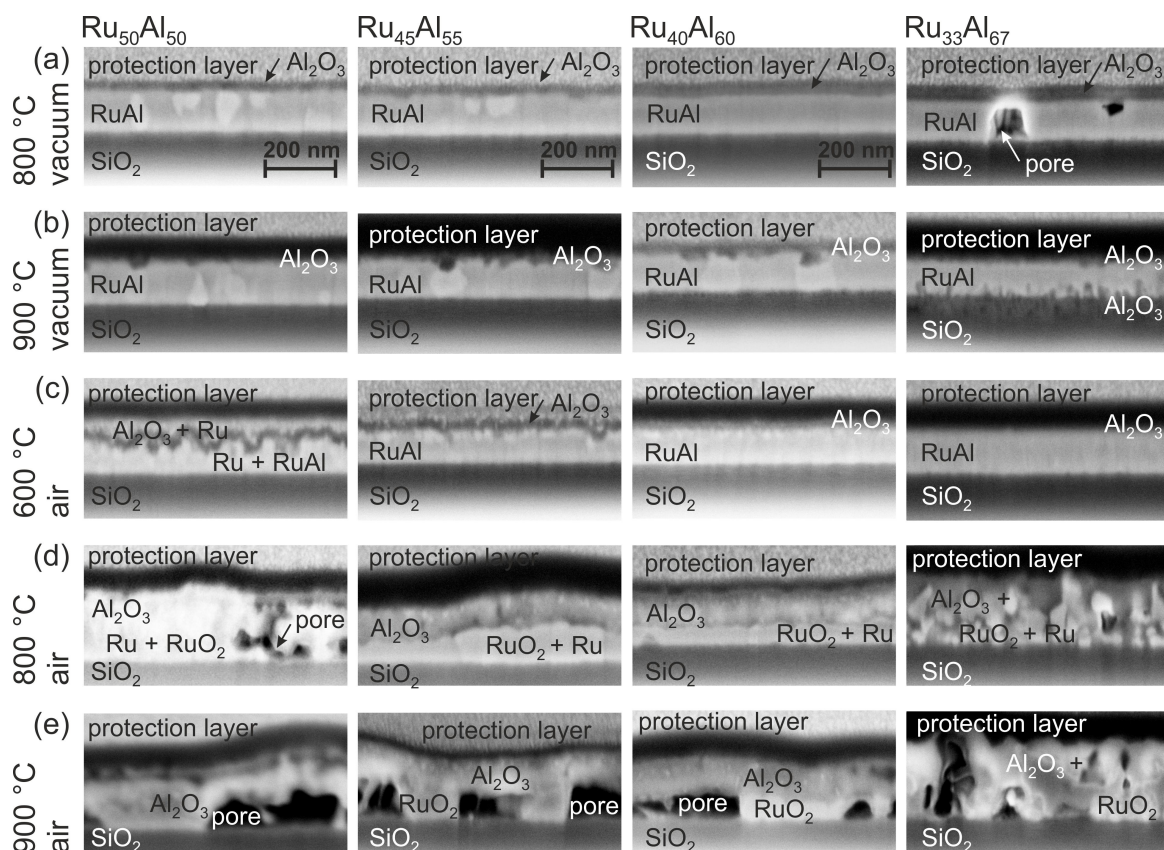 Ru₅₀Al₅₀ Ru₄₅Al₅₅ Ru₄₀Al₆₀ Ru₃₃Al₆₇
(a) 800 °C vacuum
protection layer Al₂O₃
RuAl
SiO₂
200 nm
protection layer Al₂O₃
RuAl
SiO₂
200 nm
protection layer Al₂O₃
RuAl
SiO₂
200 nm
protection layer Al₂O₃
RuAl
SiO₂
pore
(b) 900 °C vacuum
protection layer
Al₂O₃
RuAl
SiO₂
protection layer
Al₂O₃
RuAl
SiO₂
protection layer
Al₂O₃
RuAl
SiO₂
protection layer
Al₂O₃
RuAl
Al₂O₃
SiO₂
(c) 600 °C air
protection layer
Al₂O₃ + Ru
Ru + RuAl
SiO₂
protection layer Al₂O₃
RuAl
SiO₂
protection layer
Al₂O₃
RuAl
SiO₂
protection layer
Al₂O₃
RuAl
SiO₂
(d) 800 °C air
protection layer
Al₂O₃
pore
Ru + RuO₂
SiO₂
protection layer
Al₂O₃
RuO₂ + Ru
SiO₂
protection layer
Al₂O₃
RuO₂ + Ru
SiO₂
protection layer
Al₂O₃ +
RuO₂ + Ru
SiO₂
(e) 900 °C air
protection layer
Al₂O₃
pore
SiO₂
protection layer
Al₂O₃
RuO₂
pore
SiO₂
protection layer
Al₂O₃
pore
RuO₂
SiO₂
protection layer
Al₂O₃ +
RuO₂
SiO₂